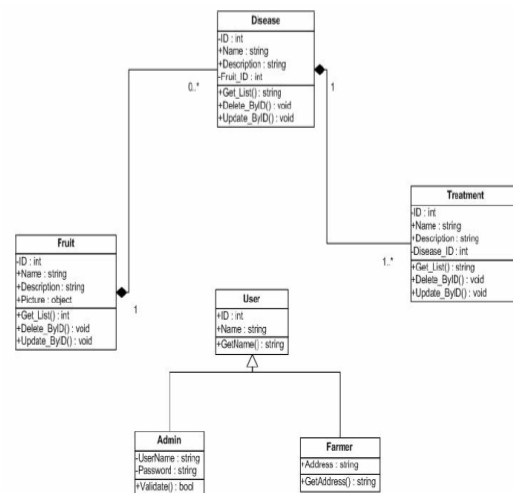 Disease
-ID : int
+Name : string
+Description : string
-Fruit_ID : int
+Get_List() : string
+Delete_ByID() : void
+Update_ByID() : void
0..*
1
Treatment
-ID : int
+Name : string
+Description : string
-Disease_ID : int
+Get_List() : string
+Delete_ByID() : void
+Update_ByID() : void
1..*
Fruit
-ID : int
+Name : string
+Description : string
+Picture : object
+Get_List() : int
+Delete_ByID() : void
+Update_ByID() : void
1
User
+ID : int
+Name : string
+GetName() : string
Admin
-UserName : string
-Password : string
+Validate() : bool
Farmer
+Address : string
+GetAddress() : string